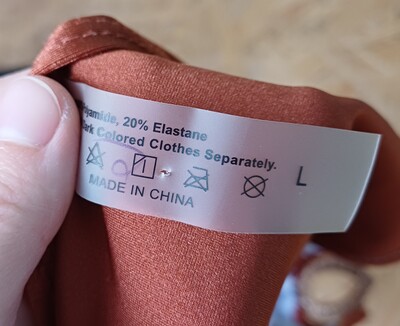 20% Elastane
Colored Clothes Separately.
L
MADE IN CHINA